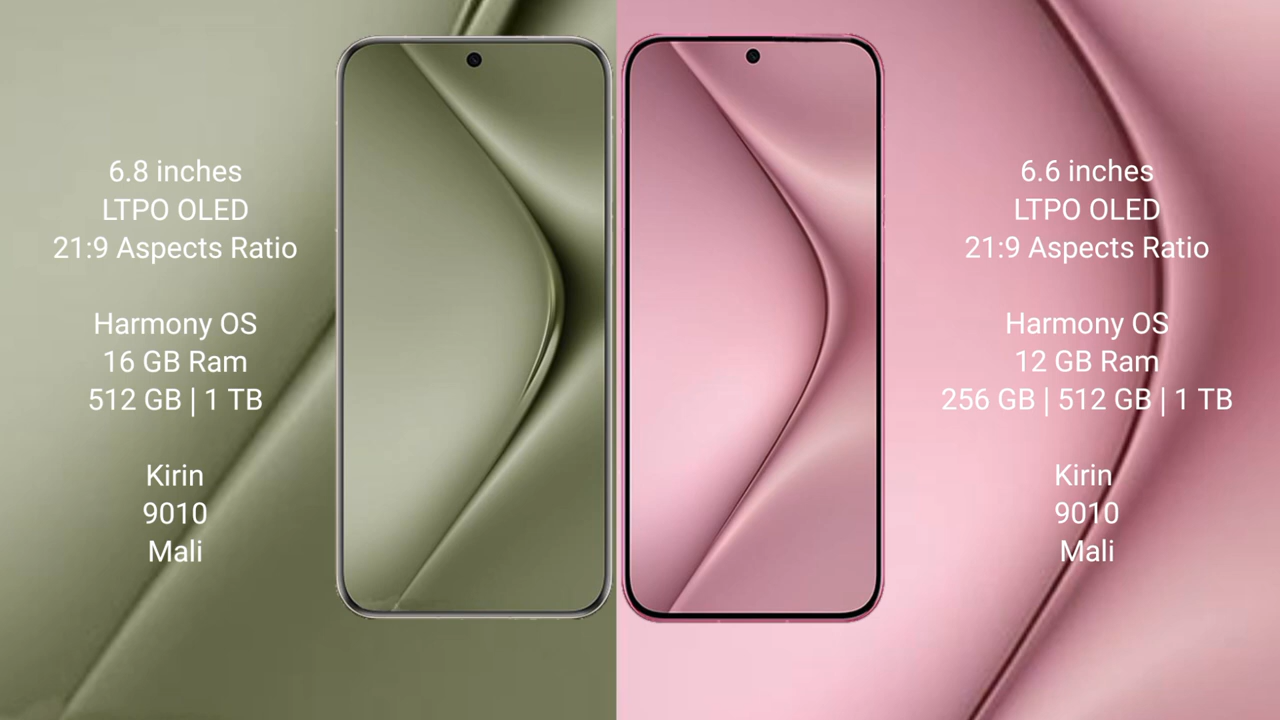 6.8 inches
LTPO OLED
21:9 Aspects Ratio
Harmony OS
16 GB Ram
512 GB | 1 TB
Kirin
9010
Mali
6.6 inches
LTPO OLED
21:9 Aspects Ratio
Harmony OS
12 GB Ram
256 GB | 512 GB | 1 TB
Kirin
9010
Mali